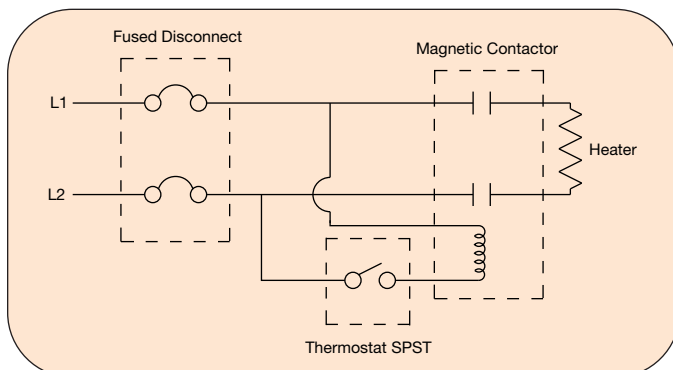 Fused Disconnect
Magnetic Contactor
L1
Heater
L2
Thermostat SPST